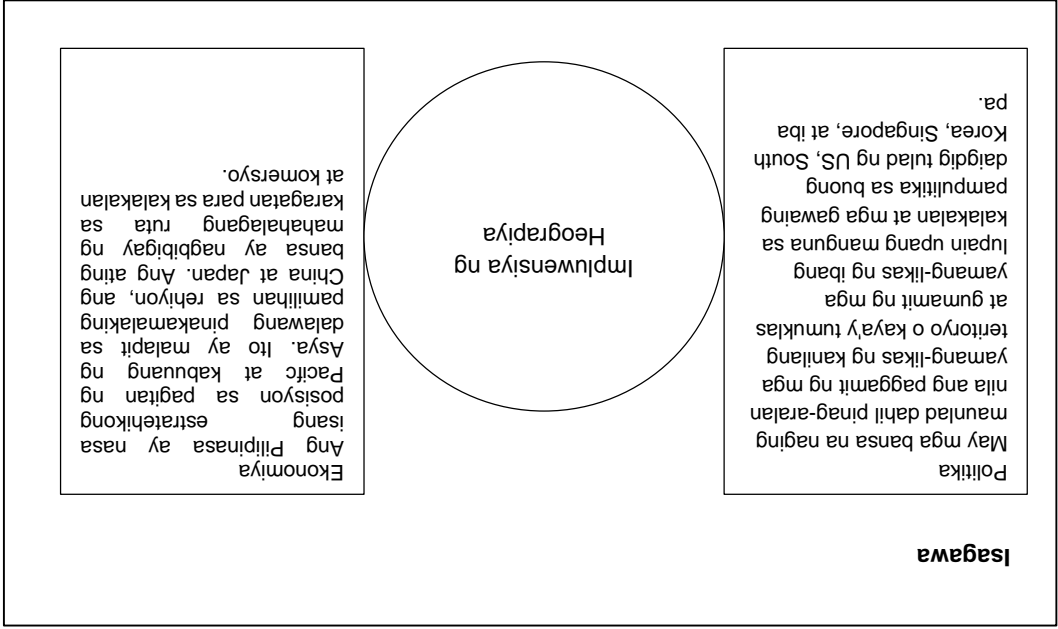 Isagawa
Politika
May mga bansa na naging
maunlad dahil pinag-aralan
nila ang paggamit ng mga
yamang-likas ng kanilang
teritoryo o kaya'y tumuklas
at gumamit ng mga
yamang-likas ng ibang
lupain upang manguna sa
kalakalan at mga gawaing
pampulitika sa buong
daigdig tulad ng US, South
Korea, Singapore, at iba
pa.
Impluwensiya ng
Heograpiya
Ekonomiya
Ang Pilipinasa ay nasa
isang estratehikong
posisyon sa pagitan ng
Pacifc at kabuuang ng
Asya. Ito ay malapit sa
dalawang pinakamalaking
pamilihan sa rehiyon, ang
China at Japan. Ang ating
bansa ay nagbibigay ng
mahahalagang ruta sa
karagatan para sa kalakalan
at komersyo.